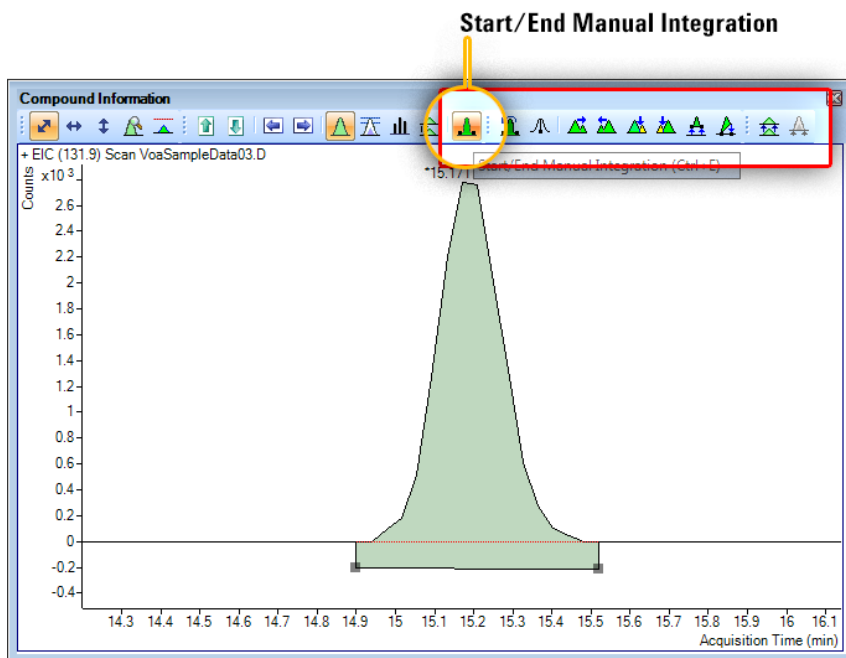 Start/End Manual Integration
Compound Information
+ EIC (131.9) Scan VoaSampleData03.D
Start/End Manual Integration (Ctrl+E)
*15.171
Counts
x10 3
2.6
2.4
2.2
2
1.8
1.6
1.4
1.2
1
0.8
0.6
0.4
0.2
0
-0.2
-0.4
14.3 14.4 14.5 14.6 14.7 14.8 14.9 15 15.1 15.2 15.3 15.4 15.5 15.6 15.7 15.8 15.9 16 16.1
Acquisition Time (min)